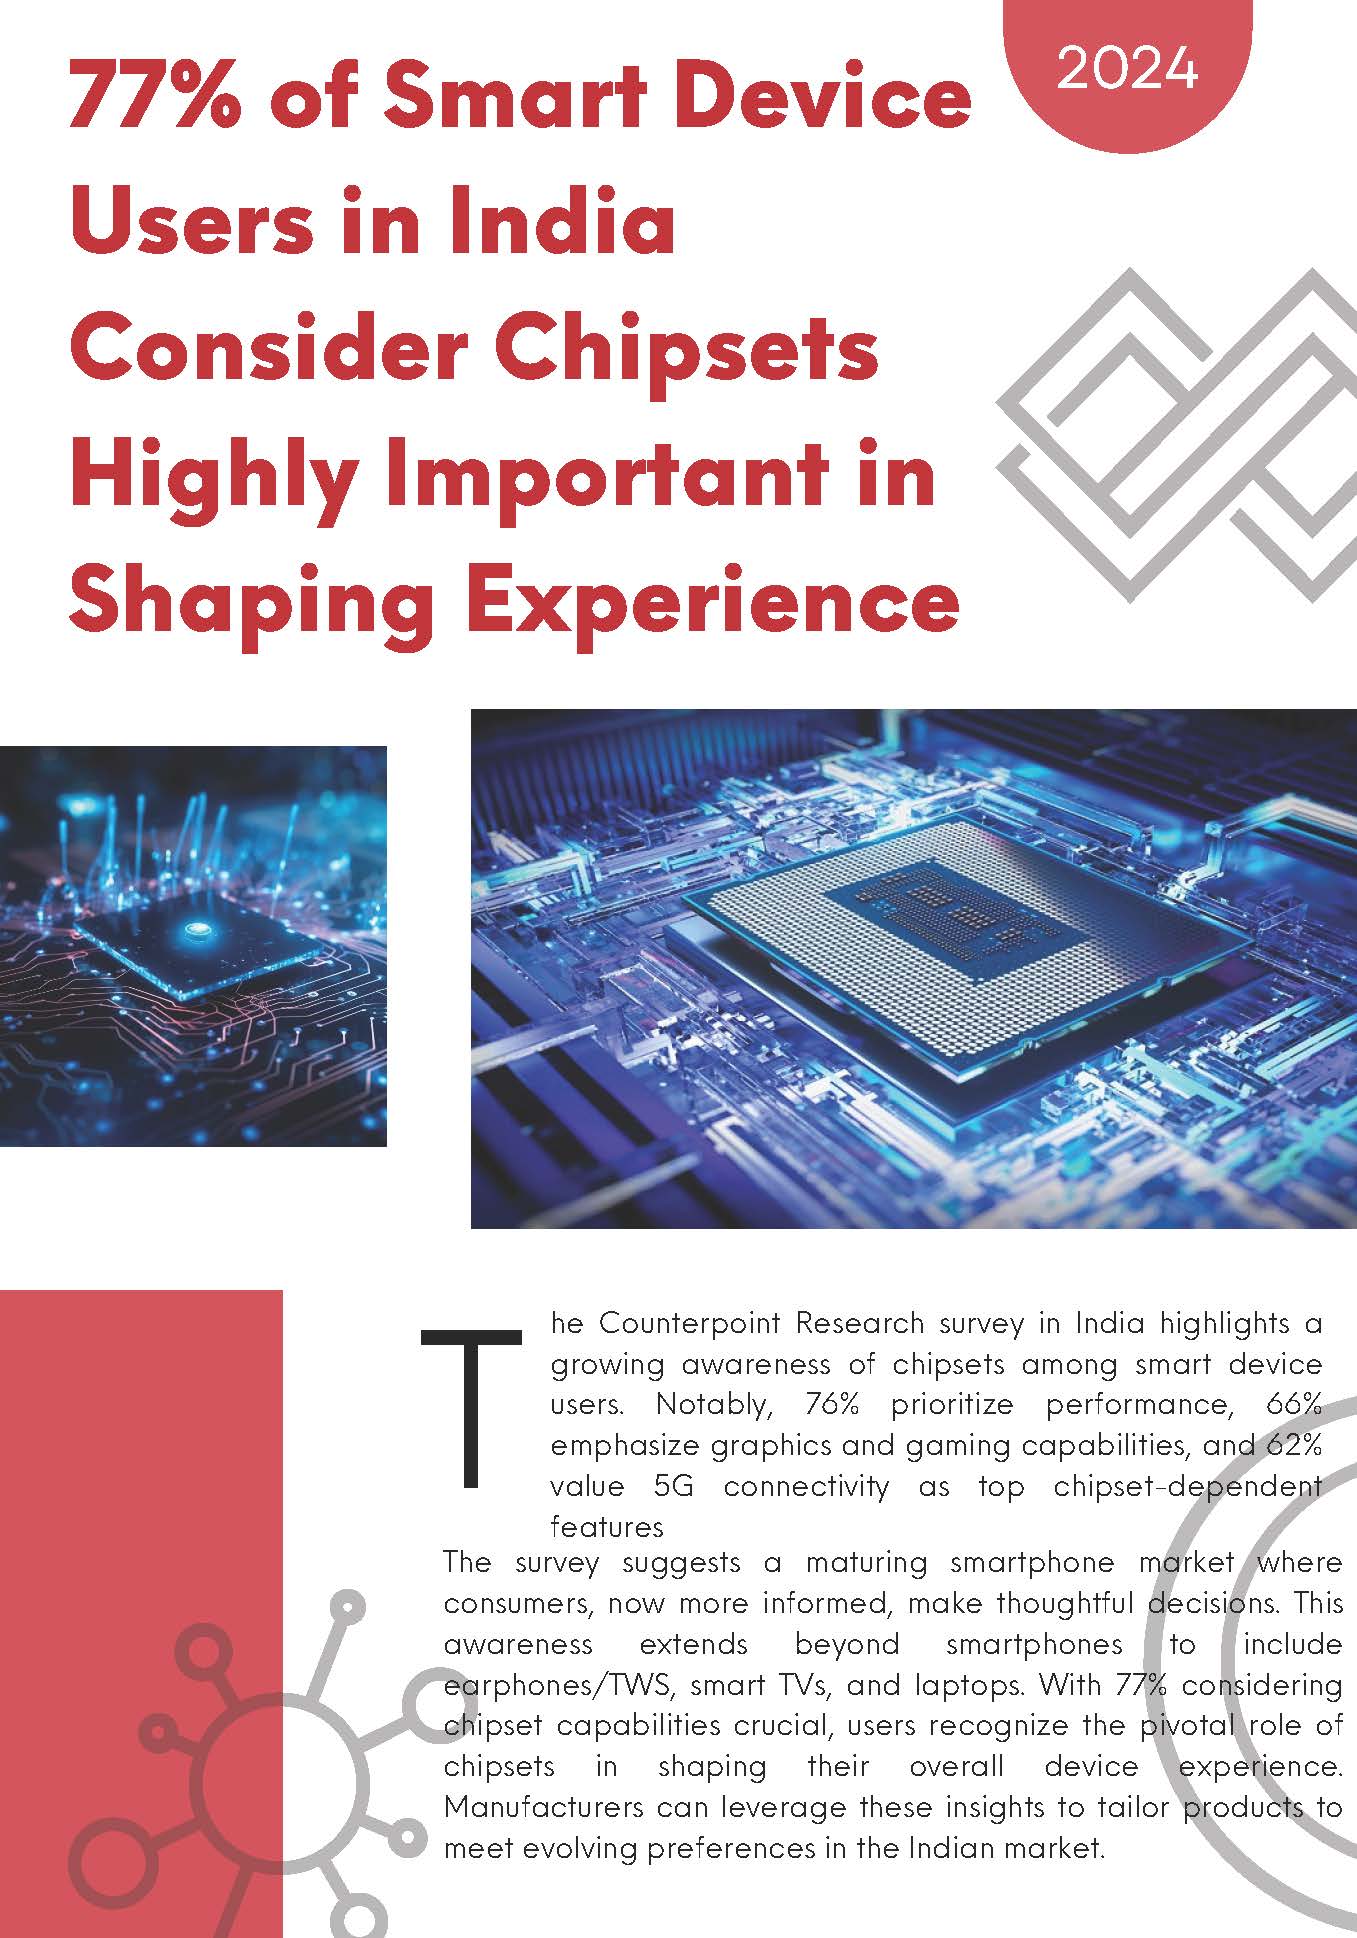 77% of Smart Device
Users in India
Consider Chipsets
Highly Important in
Shaping Experience
2024
The Counterpoint Research survey in India highlights a
growing awareness of chipsets among smart device
users. Notably, 76% prioritize performance, 66%
emphasize graphics and gaming capabilities, and 62%
value 5G connectivity as top chipset-dependent
features
The survey suggests a maturing smartphone market where
consumers, now more informed, make thoughtful decisions. This
awareness extends beyond smartphones to include
earphones/TWS, smart TVs, and laptops. With 77% considering
chipset capabilities crucial, users recognize the pivotal role of
chipsets in shaping their overall device experience.
Manufacturers can leverage these insights to tailor products to
meet evolving preferences in the Indian market.